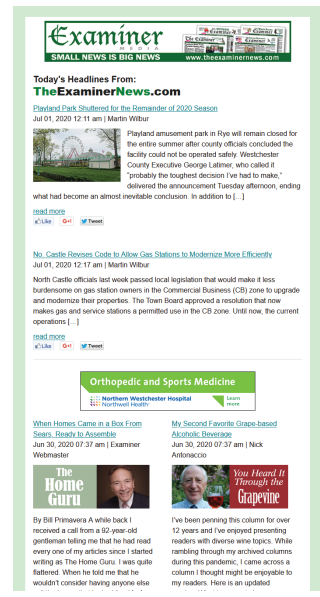 Examiner
MEDIA
SMALL NEWS IS BIG NEWS
www.theexaminernews.com
Today's Headlines From:
TheExaminerNews.com
Playland Park Shuttered for the Remainder of 2020 Season
Jul 01, 2020 12:11 am | Martin Wilbur
Playland amusement park in Rye will remain closed for
the entire summer after county officials concluded the
facility could not be operated safely. Westchester
County Executive George Latimer, who called it
"probably the toughest decision I've had to make,"
delivered the announcement Tuesday afternoon, ending
what had become an almost inevitable conclusion. In addition to [...]
read more
Like G+1 Tweet
No. Castle Revises Code to Allow Gas Stations to Modernize More Efficiently
Jul 01, 2020 12:17 am | Martin Wilbur
North Castle officials last week passed local legislation that would make it less
burdensome on gas station owners in the Commercial Business (CB) zone to upgrade
and modernize their properties. The Town Board approved a resolution that now
makes gas and service stations a permitted use in the CB zone. Until now, the current
operations [...]
read more
Like G+1 Tweet
Orthopedic and Sports Medicine
Northern Westchester Hospital
Northwell Health
Learn
more
When Homes Came in a Box From
Sears, Ready to Assemble
Jun 30, 2020 07:37 am | Examiner
Webmaster
The
Home
Guru
By Bill Primavera A while back I
received a call from a 92-year-old
gentleman telling me that he had read
every one of my articles since I started
writing as The Home Guru. I was quite
flattered. When he told me that he
wouldn't consider having anyone else
My Second Favorite Grape-based
Alcoholic Beverage
Jun 30, 2020 07:37 am | Nick
Antonaccio
You Heard It
Through the
Grapevine
I've been penning this column for over
12 years and I've enjoyed presenting
readers with diverse wine topics. While
rambling through my archived columns
during this pandemic, I came across a
column I thought might be enjoyable to
my readers. Here is an updated